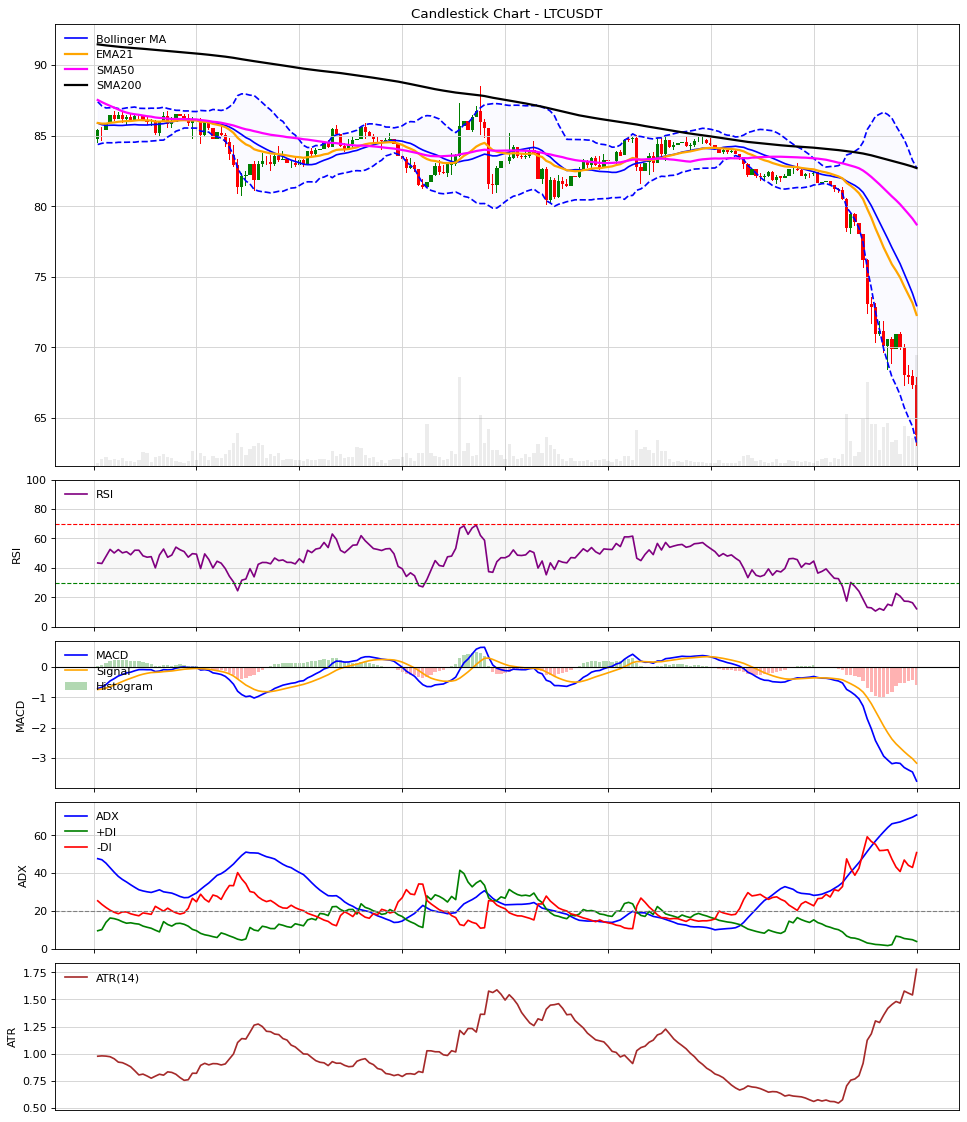 Candlestick Chart - LTCUSDT
Bollinger MA
EMA21
SMA50
SMA200
90
85
80
75
70
65
RSI
100
80
60
40
20
0
RSI
MACD
Signal
Histogram
0
−1
−2
−3
MACD
ADX
+DI
-DI
60
40
20
0
ADX
ATR(14)
1.75
1.50
1.25
1.00
0.75
0.50
ATR